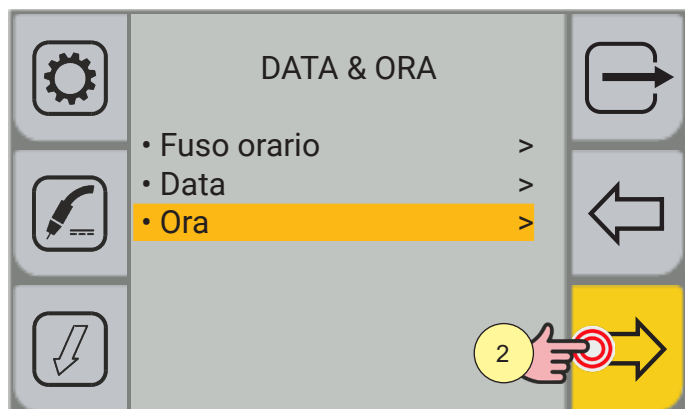 DATA & ORA
• Fuso orario >
• Data >
• Ora >
2